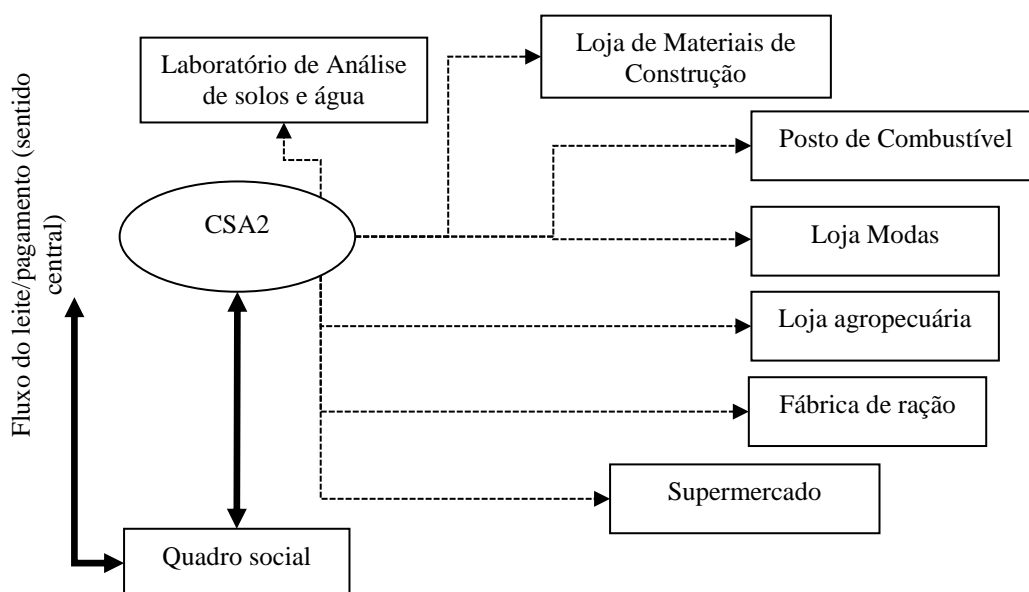 Loja de Materiais de
Construção
Laboratório de Análise
de solos e água
Posto de Combustível
Fluxo do leite/pagamento (sentido
central)
CSA2
Loja Modas
Loja agropecuária
Fábrica de ração
Supermercado
Quadro social